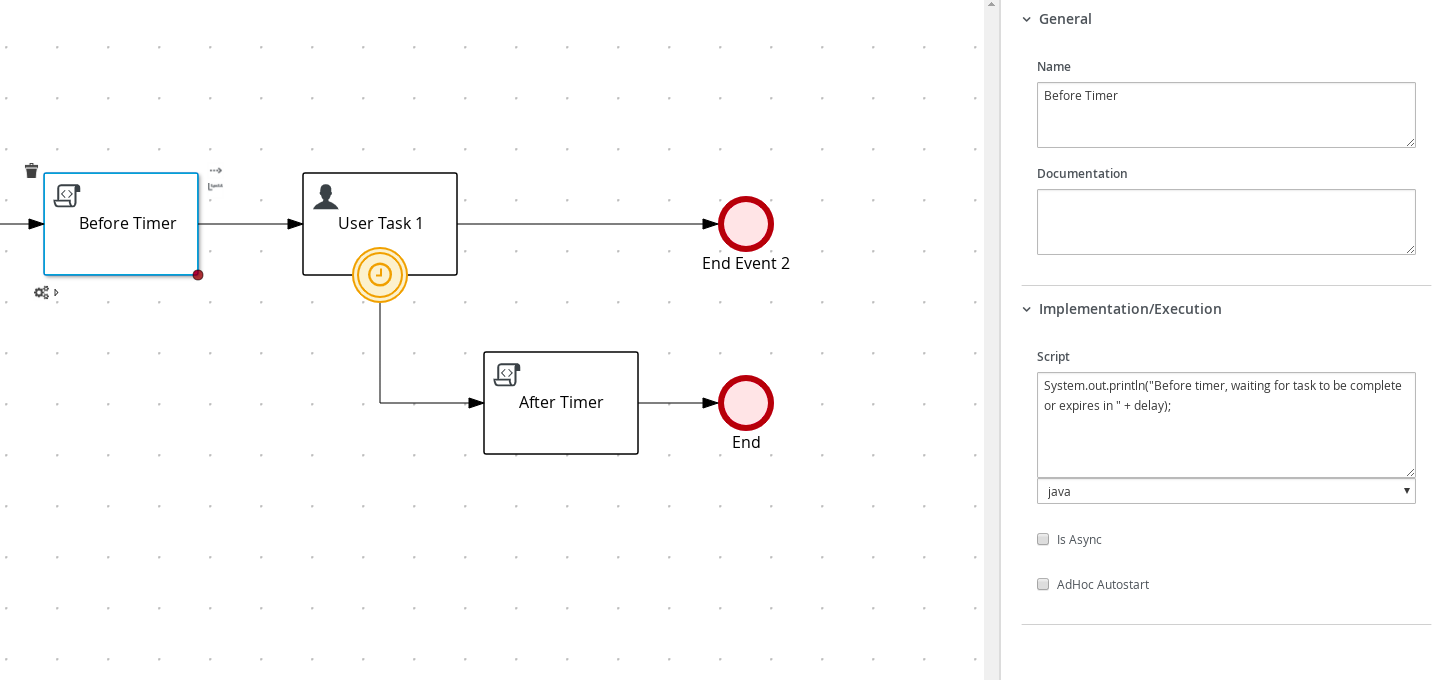 Before Timer
User Task 1
End Event 2
After Timer
End
General
Name
Before Timer
Documentation
Implementation/Execution
Script
System.out.println("Before timer, waiting for task to be complete
or expires in " + delay);
java
Is Async
AdHoc Autostart